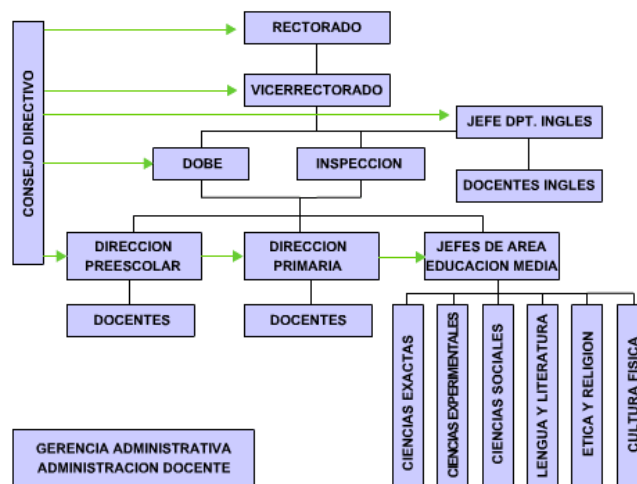 RECTORADO
CONSEJO DIRECTIVO
VICERRECTORADO
JEFE DPT. INGLES
DOBE
INSPECCION
DOCENTES INGLES
DIRECCION
PREESCOLAR
DIRECCION
PRIMARIA
JEFES DE AREA
EDUCACION MEDIA
DOCENTES
DOCENTES
CIENCIAS EXACTAS
CIENCIAS EXPERIMENTALES
CIENCIAS SOCIALES
LENGUA Y LITERATURA
ETICA Y RELIGION
CULTURA FISICA
GERENCIA ADMINISTRATIVA
ADMINISTRACION DOCENTE